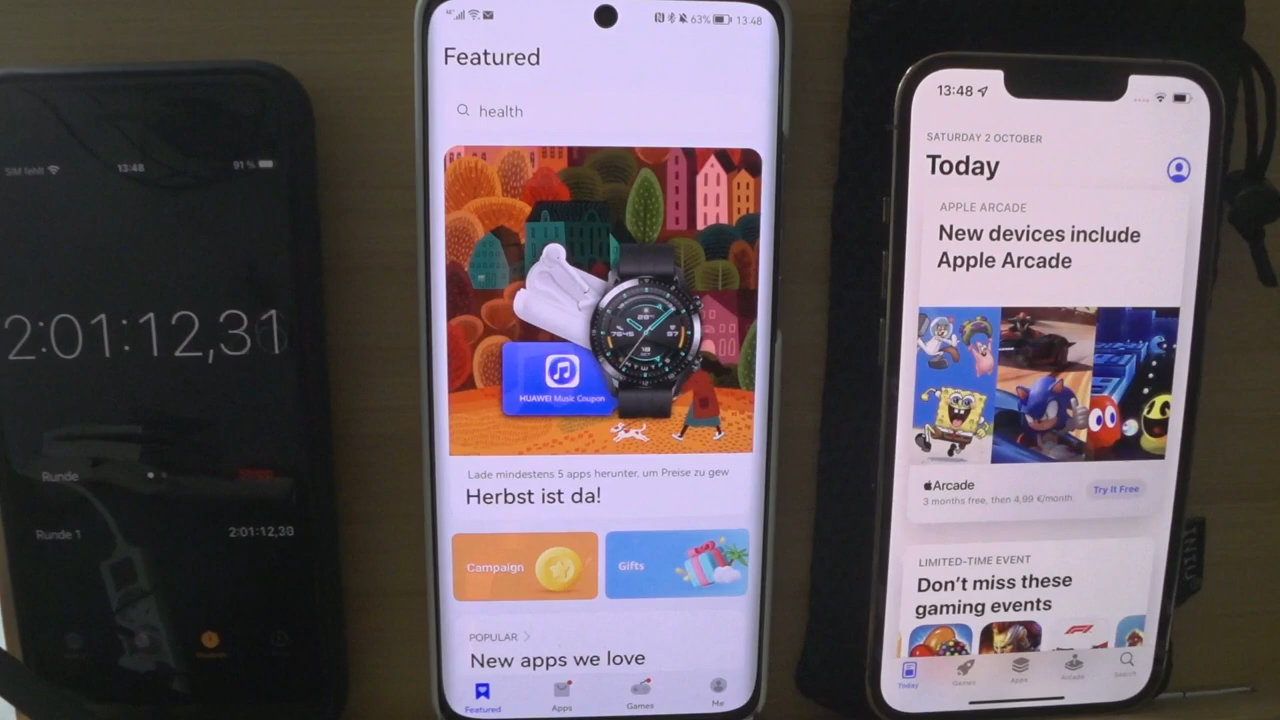 SIM fehlt 13:48 91 %
2:01:12,31
Runde
Runde 1 2:01:12,30
63% 13:48
Featured
health
HUAWEI Music Coupon
Lade mindestens 5 apps herunter, um Preise zu gew
Herbst ist da!
Campaign
Gifts
POPULAR
New apps we love
Featured Apps Games Me
13:48
SATURDAY 2 OCTOBER
Today
APPLE ARCADE
New devices include
Apple Arcade
Arcade
3 months free, then 4,99 €/month.
Try It Free
LIMITED-TIME EVENT
Don't miss these
gaming events
Today Games Apps Arcade Search